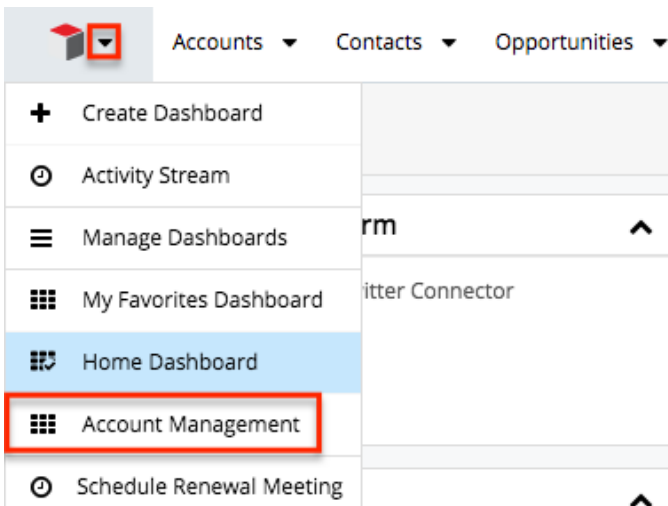 Accounts Contacts Opportunities
Create Dashboard
Activity Stream
rm
Manage Dashboards
My Favorites Dashboard
itter Connector
Home Dashboard
Account Management
Schedule Renewal Meeting